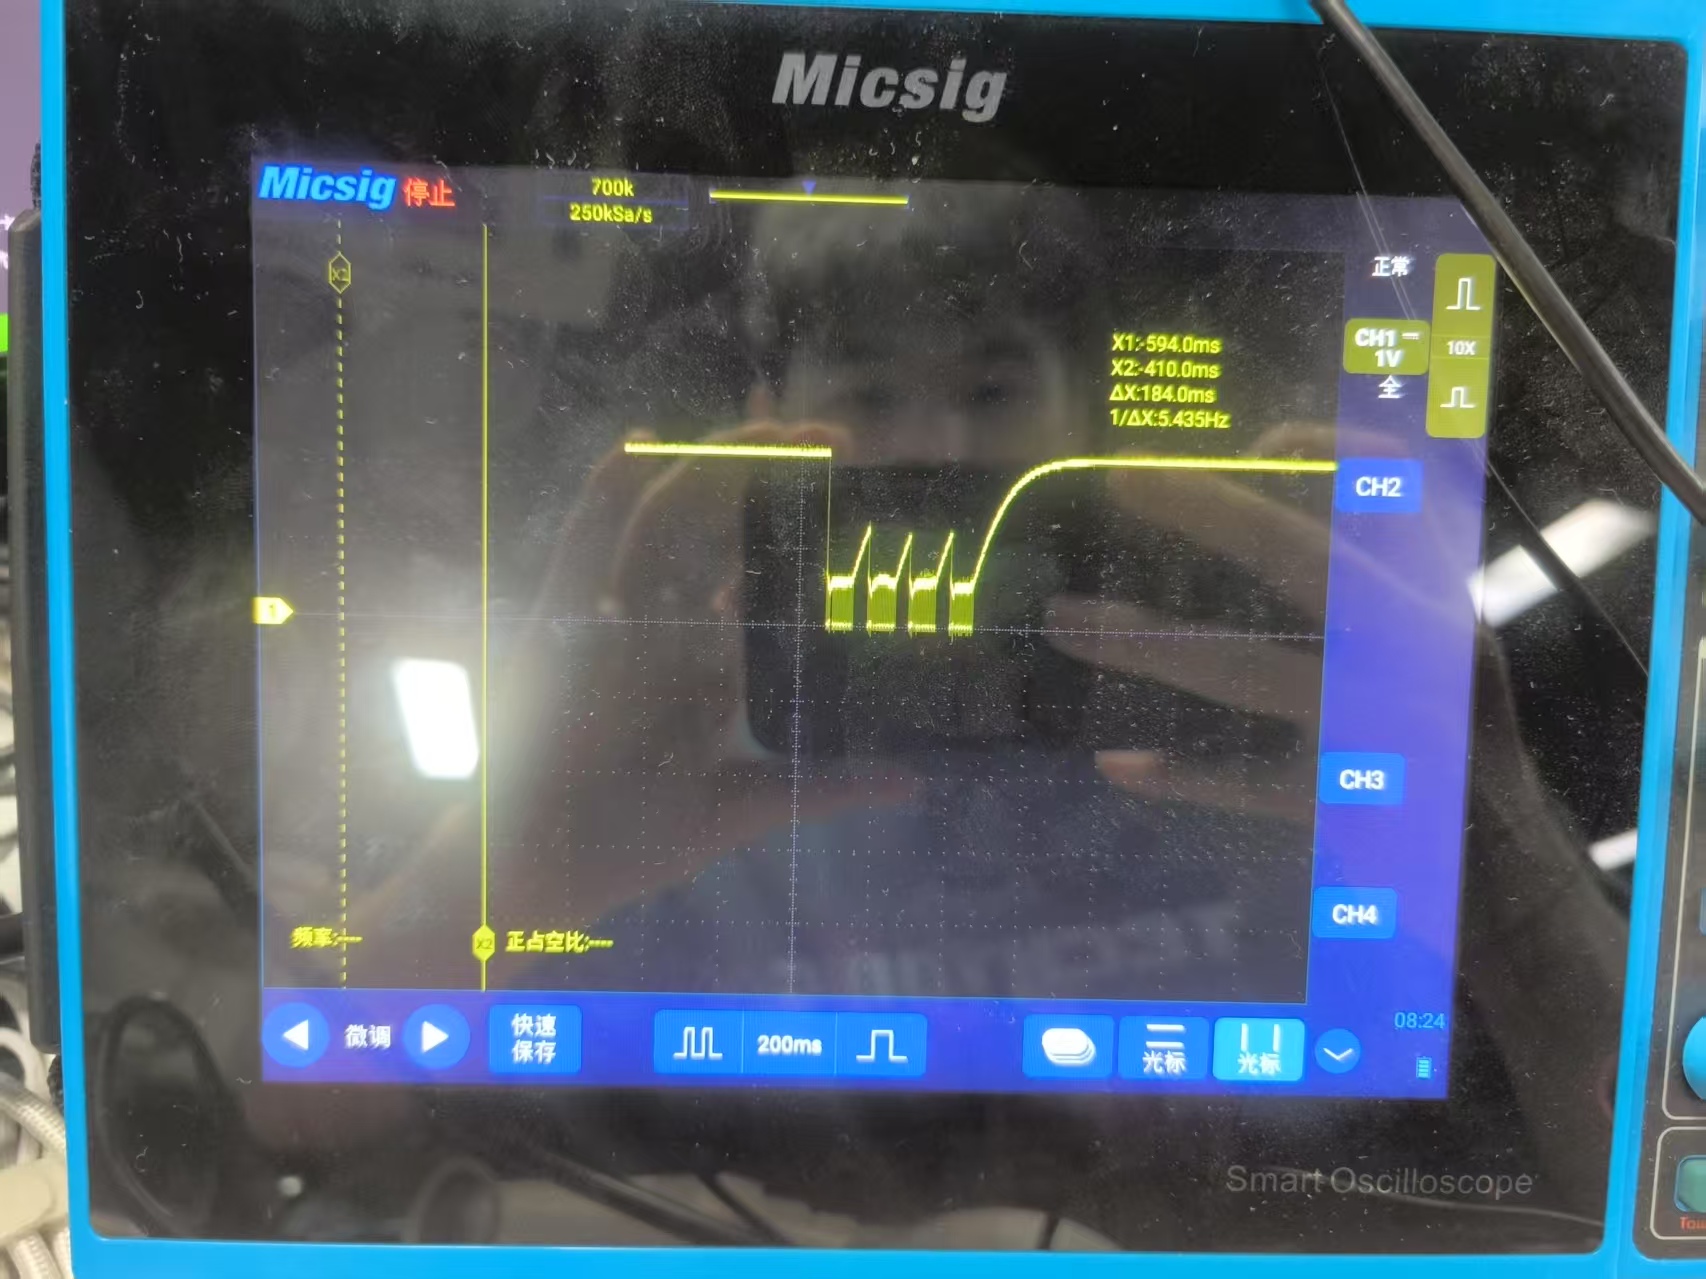 Micsig
Micsig 停止
700k
250kSa/s
X2
正常
X1:-594.0ms
X2:-410.0ms
ΔX:184.0ms
1/ΔX:5.435Hz
CH1
1V
全
10X
CH2
1
CH3
CH4
频率:----
X2
正占空比:----
微调
快速
保存
200ms
光标
光标
08:24
Smart Oscilloscope